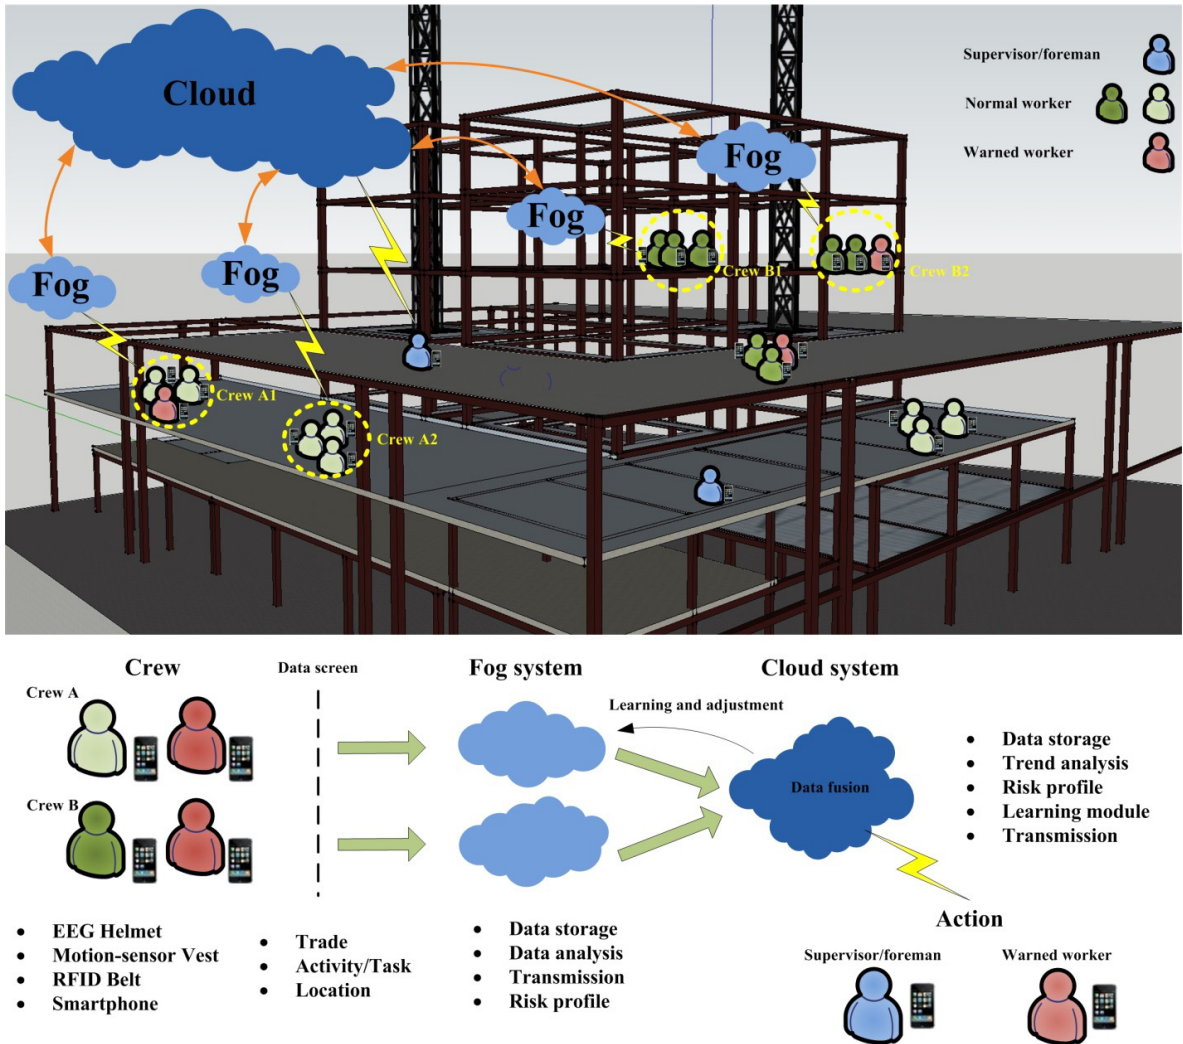 Cloud
Supervisor/foreman
Normal worker
Warned worker
Fog
Fog
Fog
Fog
Crew B1
Crew B2
Crew A1
Crew A2
Crew
Data screen
Fog system
Cloud system
Crew A
Learning and adjustment
Data fusion
Crew B
• EEG Helmet
• Motion-sensor Vest
• RFID Belt
• Smartphone
• Trade
• Activity/Task
• Location
• Data storage
• Data analysis
• Transmission
• Risk profile
• Data storage
• Trend analysis
• Risk profile
• Learning module
• Transmission
Action
Supervisor/foreman
Warned worker